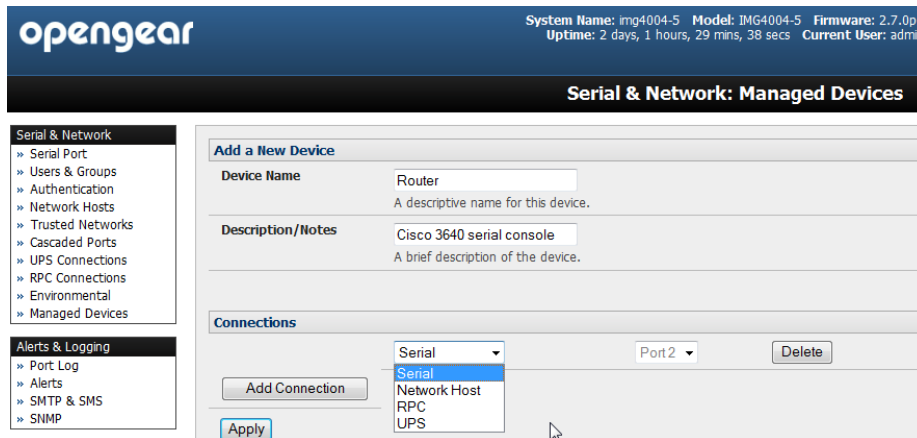 opengear
System Name: img4004-5 Model: IMG4004-5 Firmware: 2.7.0p
Uptime: 2 days, 1 hours, 29 mins, 38 secs Current User: admi
Serial & Network: Managed Devices
Serial & Network
» Serial Port
» Users & Groups
» Authentication
» Network Hosts
» Trusted Networks
» Cascaded Ports
» UPS Connections
» RPC Connections
» Environmental
» Managed Devices
Alerts & Logging
» Port Log
» Alerts
» SMTP & SMS
» SNMP
Add a New Device
Device Name
Router
A descriptive name for this device.
Description/Notes
Cisco 3640 serial console
A brief description of the device.
Connections
Serial Port 2 Delete
Serial
Network Host
RPC
UPS
Add Connection
Apply